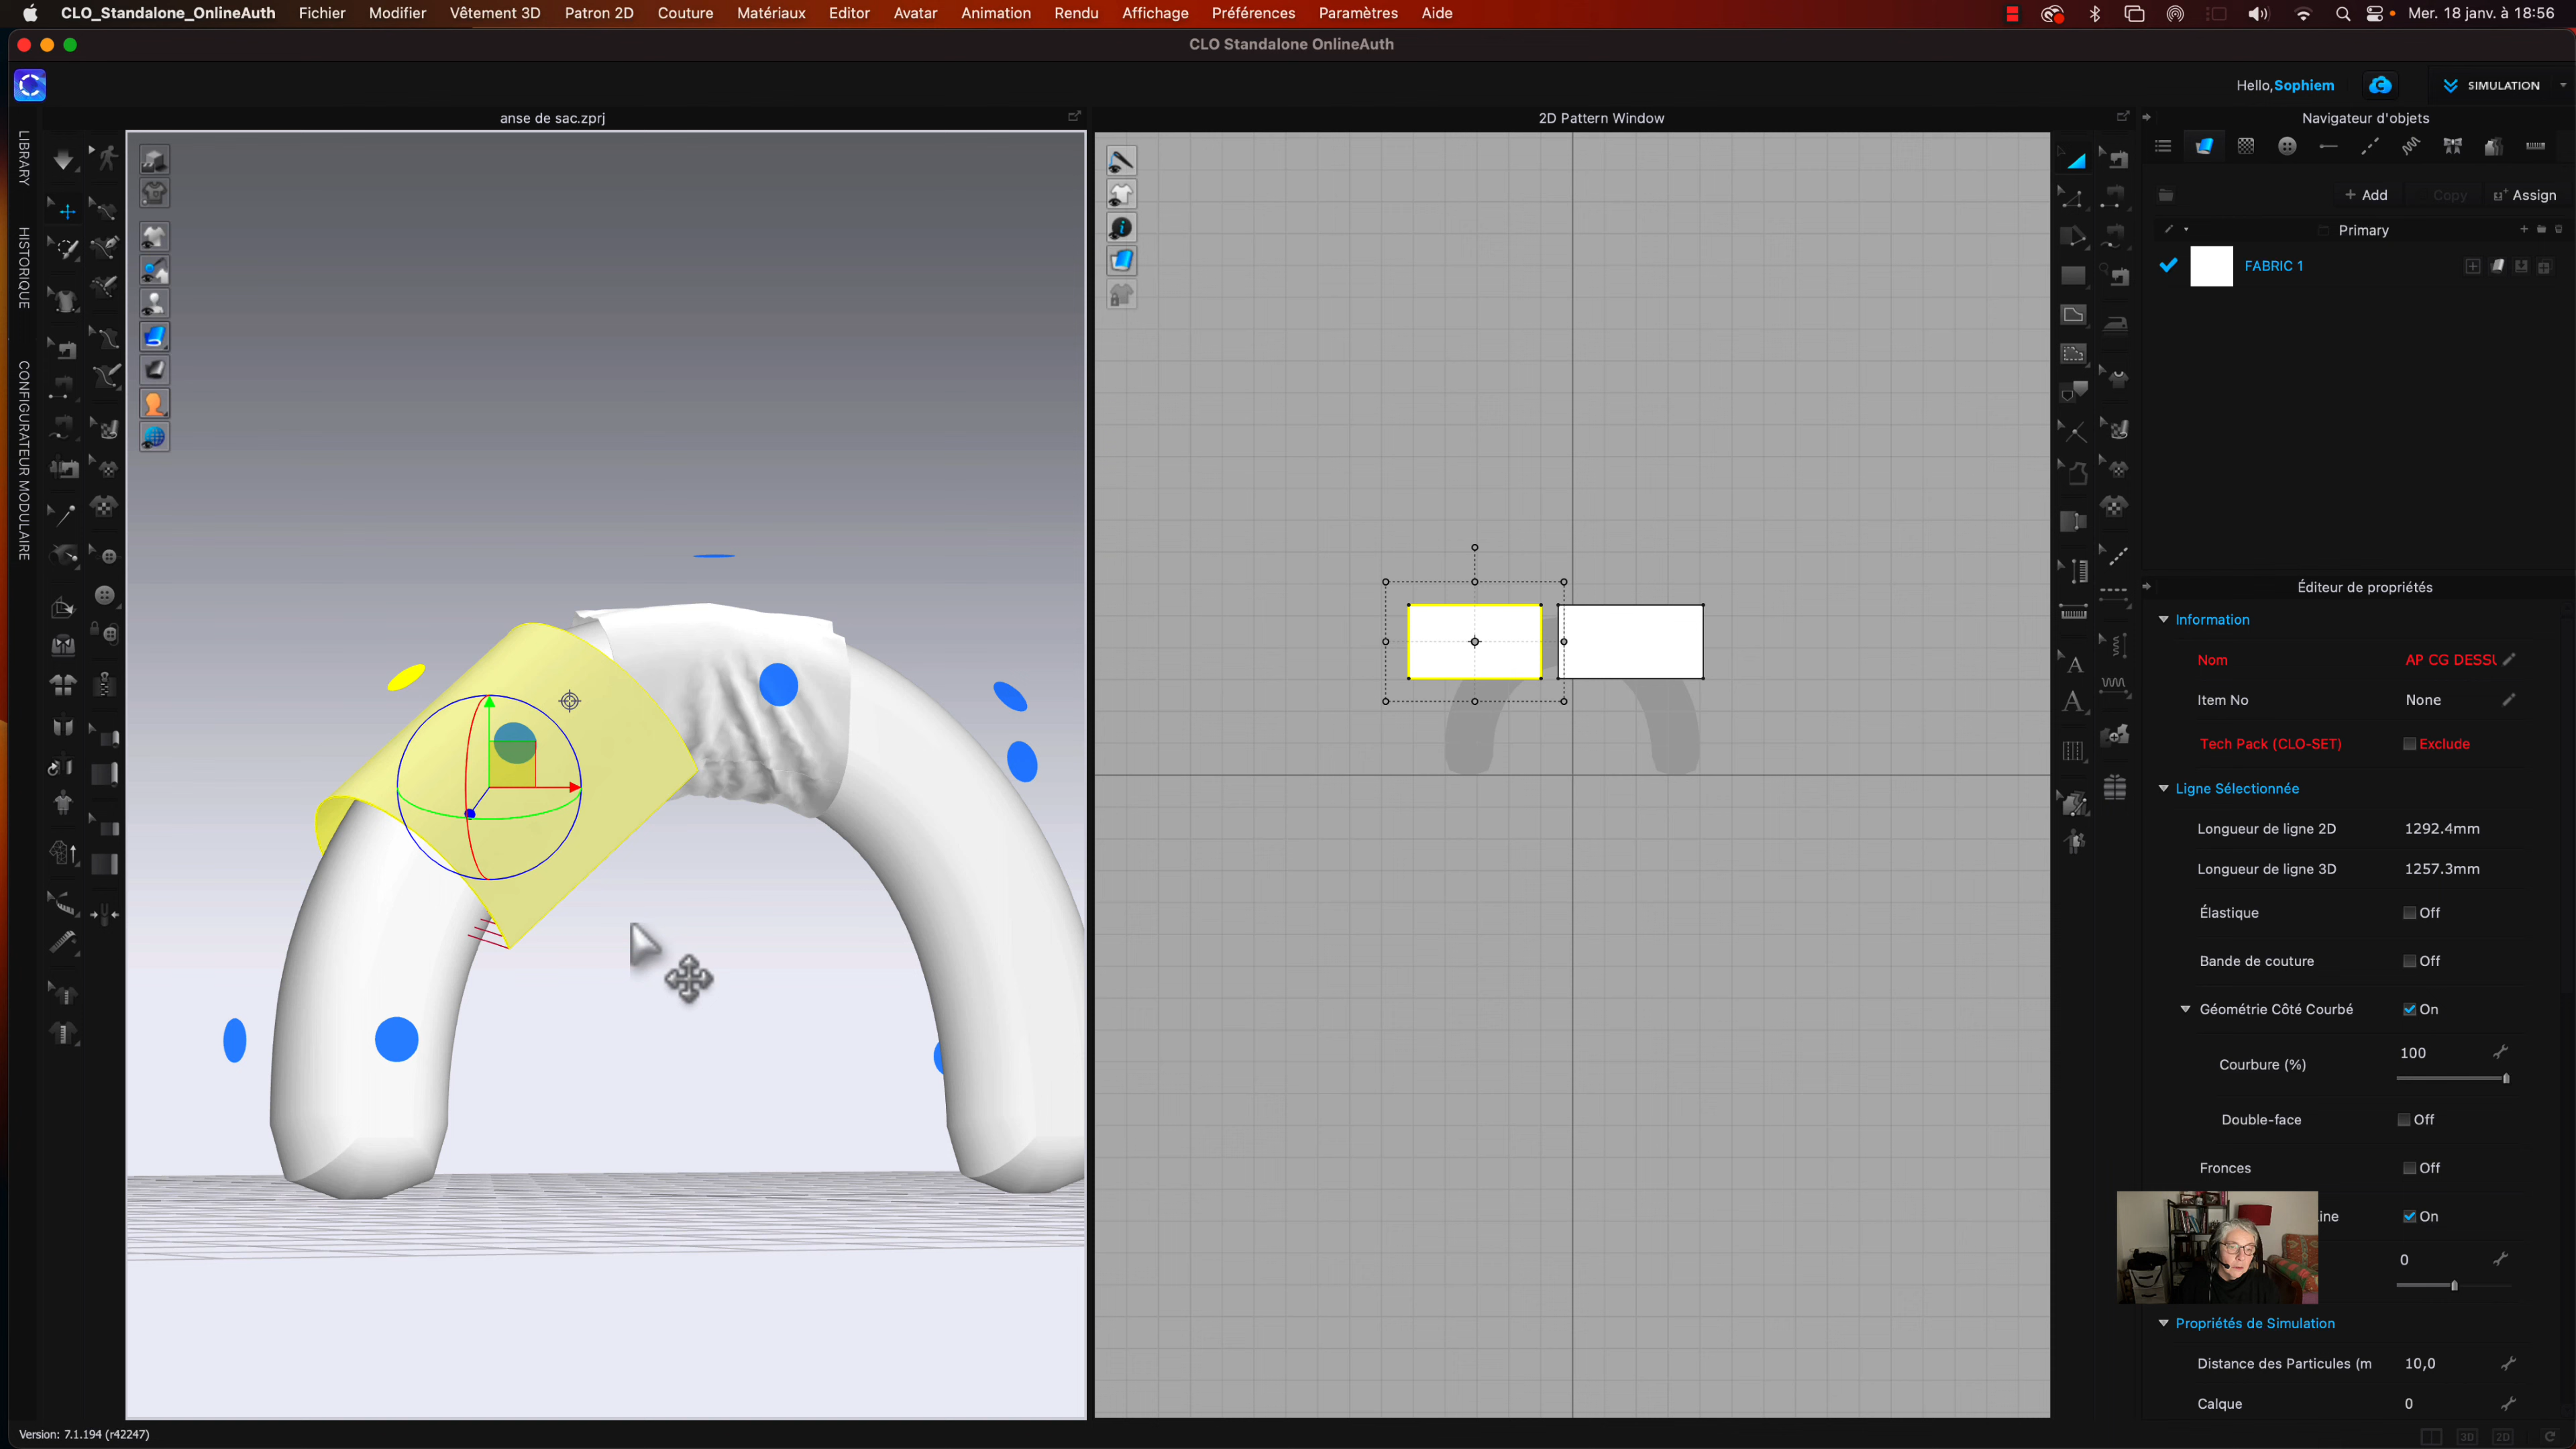 CLO_Standalone_OnlineAuth Fichier Modifier Vêtement 3D Patron 2D Couture Matériaux Editor Avatar Animation Rendu Affichage Préférences Paramètres Aide Mer. 18 janv. à 18:56
CLO Standalone OnlineAuth
Hello,Sophiem SIMULATION
anse de sac.zprj
2D Pattern Window
Navigateur d'objets
LIBRARY
HISTORIQUE
CONFIGURATEUR MODULAIRE
+ Add Copy Assign
Primary
FABRIC 1
Éditeur de propriétés
Information
Nom AP CG DESSU
Item No None
Tech Pack (CLO-SET) Exclude
Ligne Sélectionnée
Longueur de ligne 2D 1292.4mm
Longueur de ligne 3D 1257.3mm
Élastique Off
Bande de couture Off
Géométrie Côté Courbé On
Courbure (%) 100
Double-face Off
Fronces Off
ine On
0
Propriétés de Simulation
Distance des Particules (m 10,0
Calque 0
Version: 7.1.194 (r42247)
3D 2D